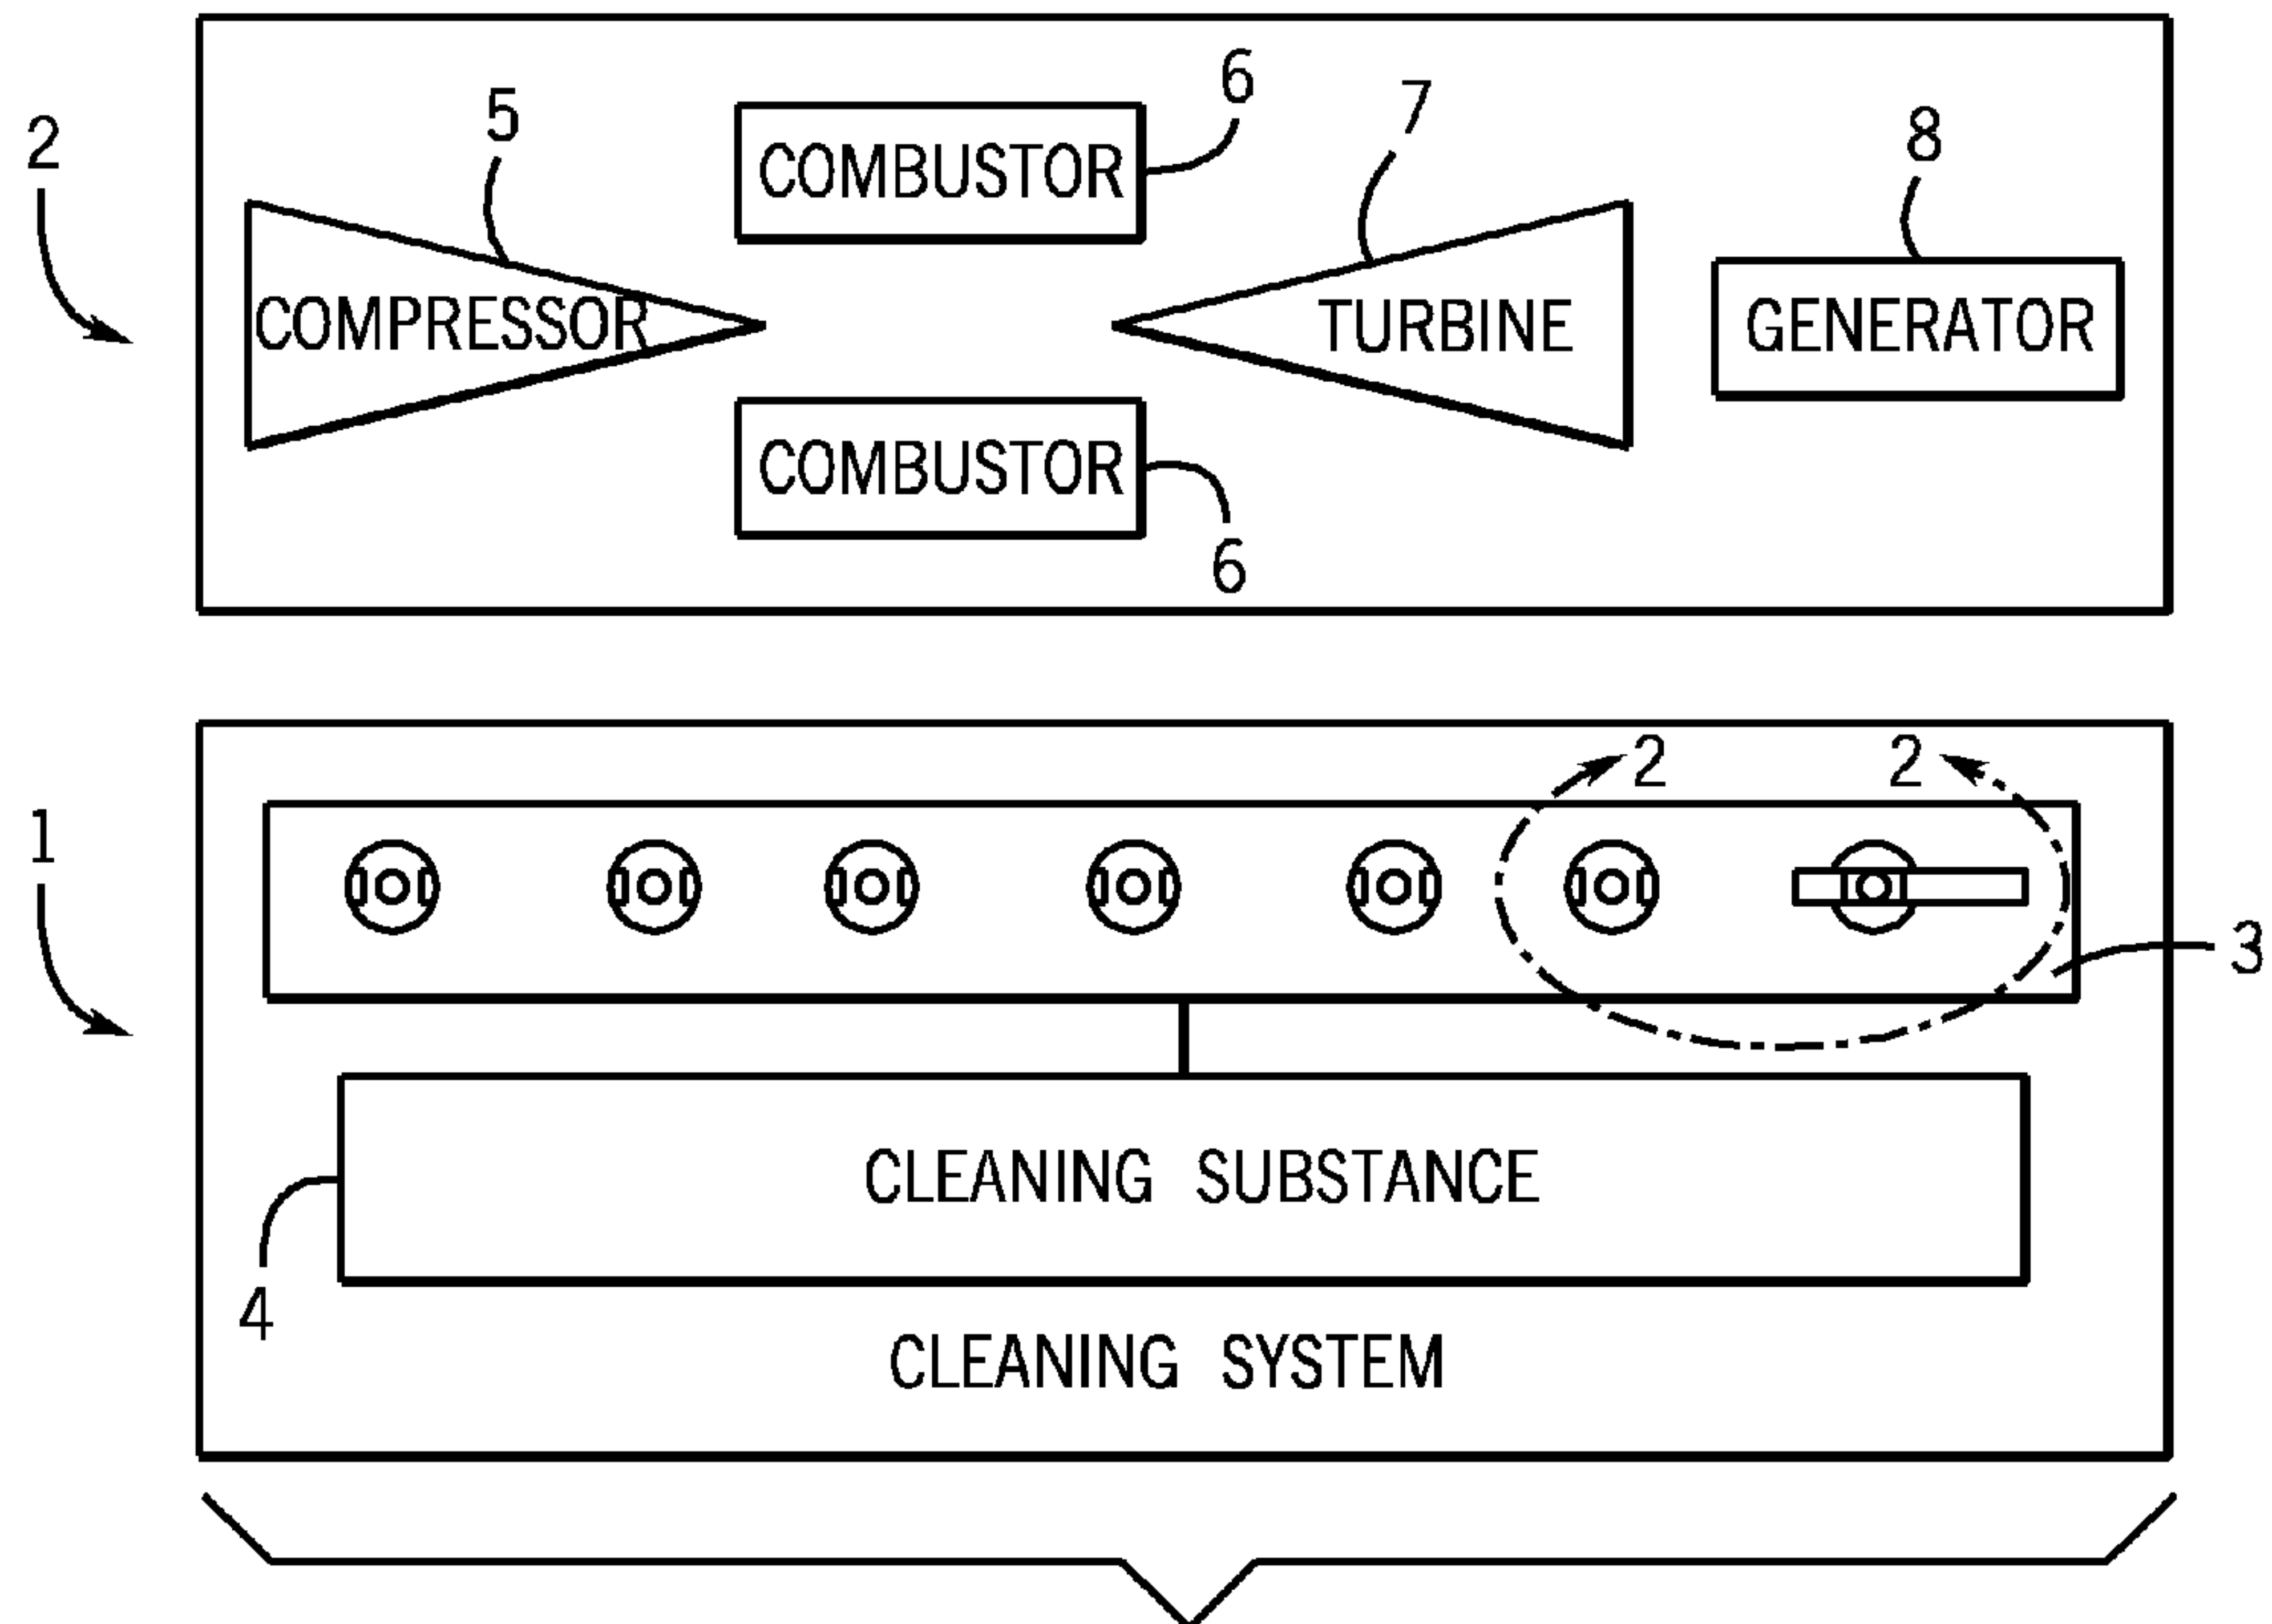 2
5
COMBUSTOR
6
7
8
COMPRESSOR
TURBINE
GENERATOR
COMBUSTOR
6
1
2
2
3
CLEANING SUBSTANCE
4
CLEANING SYSTEM